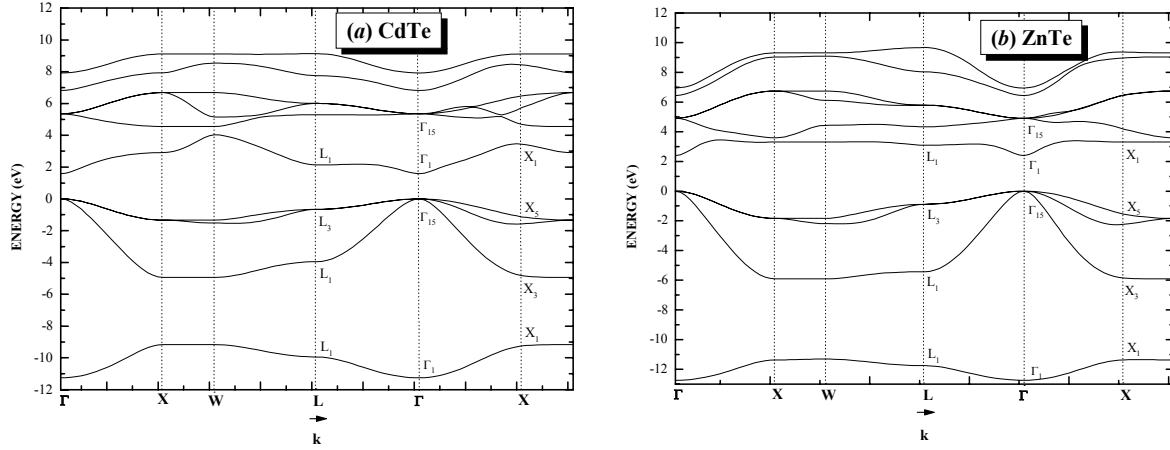 (a) CdTe
ENERGY (eV)
12
10
8
6
4
2
0
-2
-4
-6
-8
-10
-12
Γ15
L1
Γ1
X1
X5
L3
Γ15
L1
X3
X1
L1
Γ1
Γ X W L Γ X
k
(b) ZnTe
ENERGY (eV)
12
10
8
6
4
2
0
-2
-4
-6
-8
-10
-12
Γ15
L1
X1
Γ1
X5
L3
Γ15
L1
X3
L1
X1
Γ1
Γ X W L Γ X
k